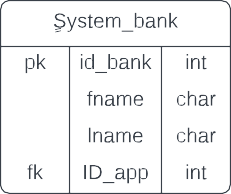 Şystem_bank
pk id_bank int
fname char
lname char
fk ID_app int